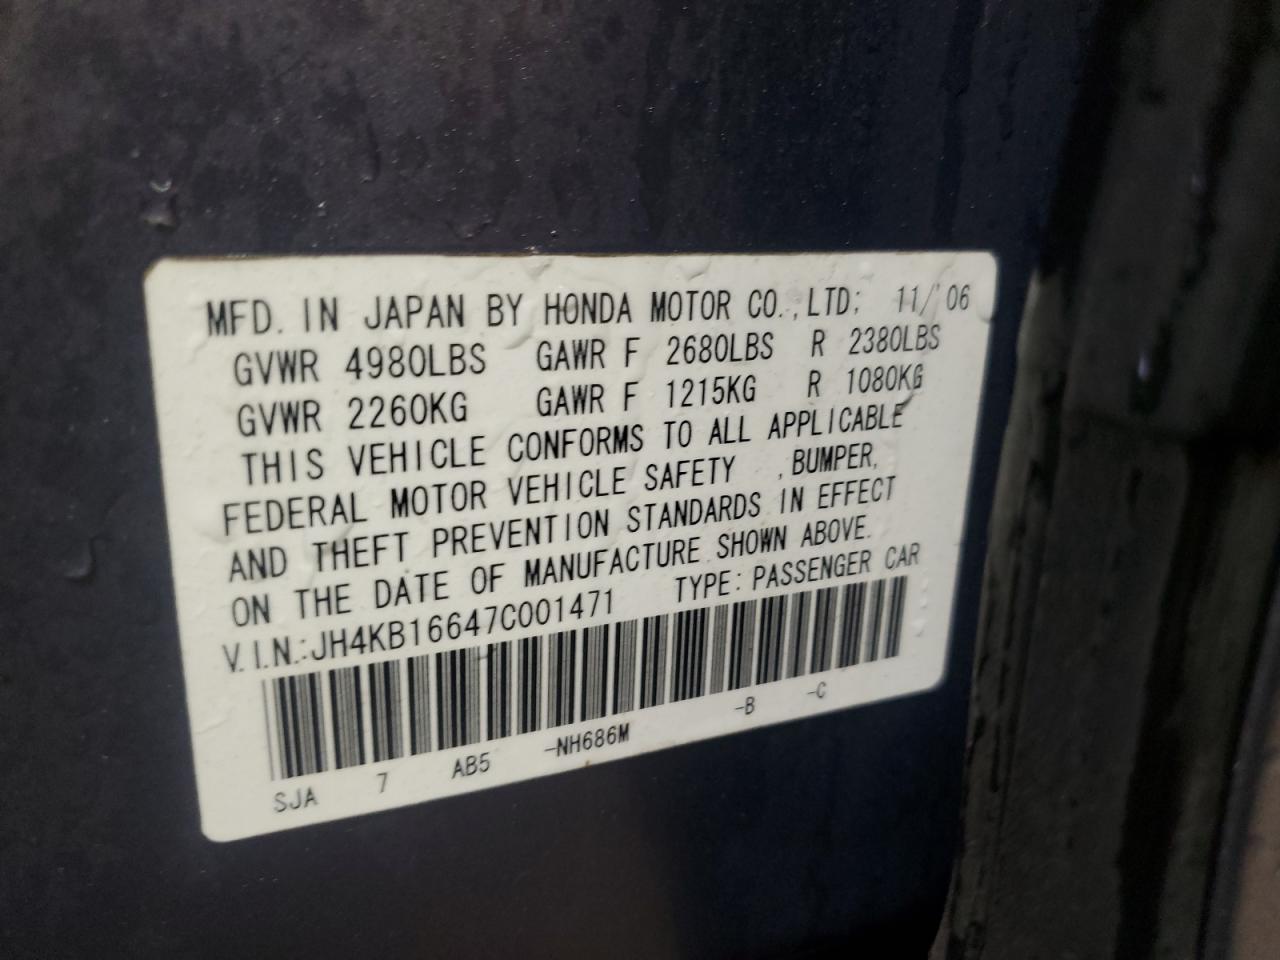 MFD. IN JAPAN BY HONDA MOTOR CO.,LTD; 11/'06
GVWR 4980LBS GAWR F 2680LBS R 2380LBS
GVWR 2260KG GAWR F 1215KG R 1080KG
THIS VEHICLE CONFORMS TO ALL APPLICABLE
FEDERAL MOTOR VEHICLE SAFETY ,BUMPER,
AND THEFT PREVENTION STANDARDS IN EFFECT
ON THE DATE OF MANUFACTURE SHOWN ABOVE.
V.I.N.:JH4KB16647C001471 TYPE:PASSENGER CAR
SJA 7 AB5 -NH686M -B -C